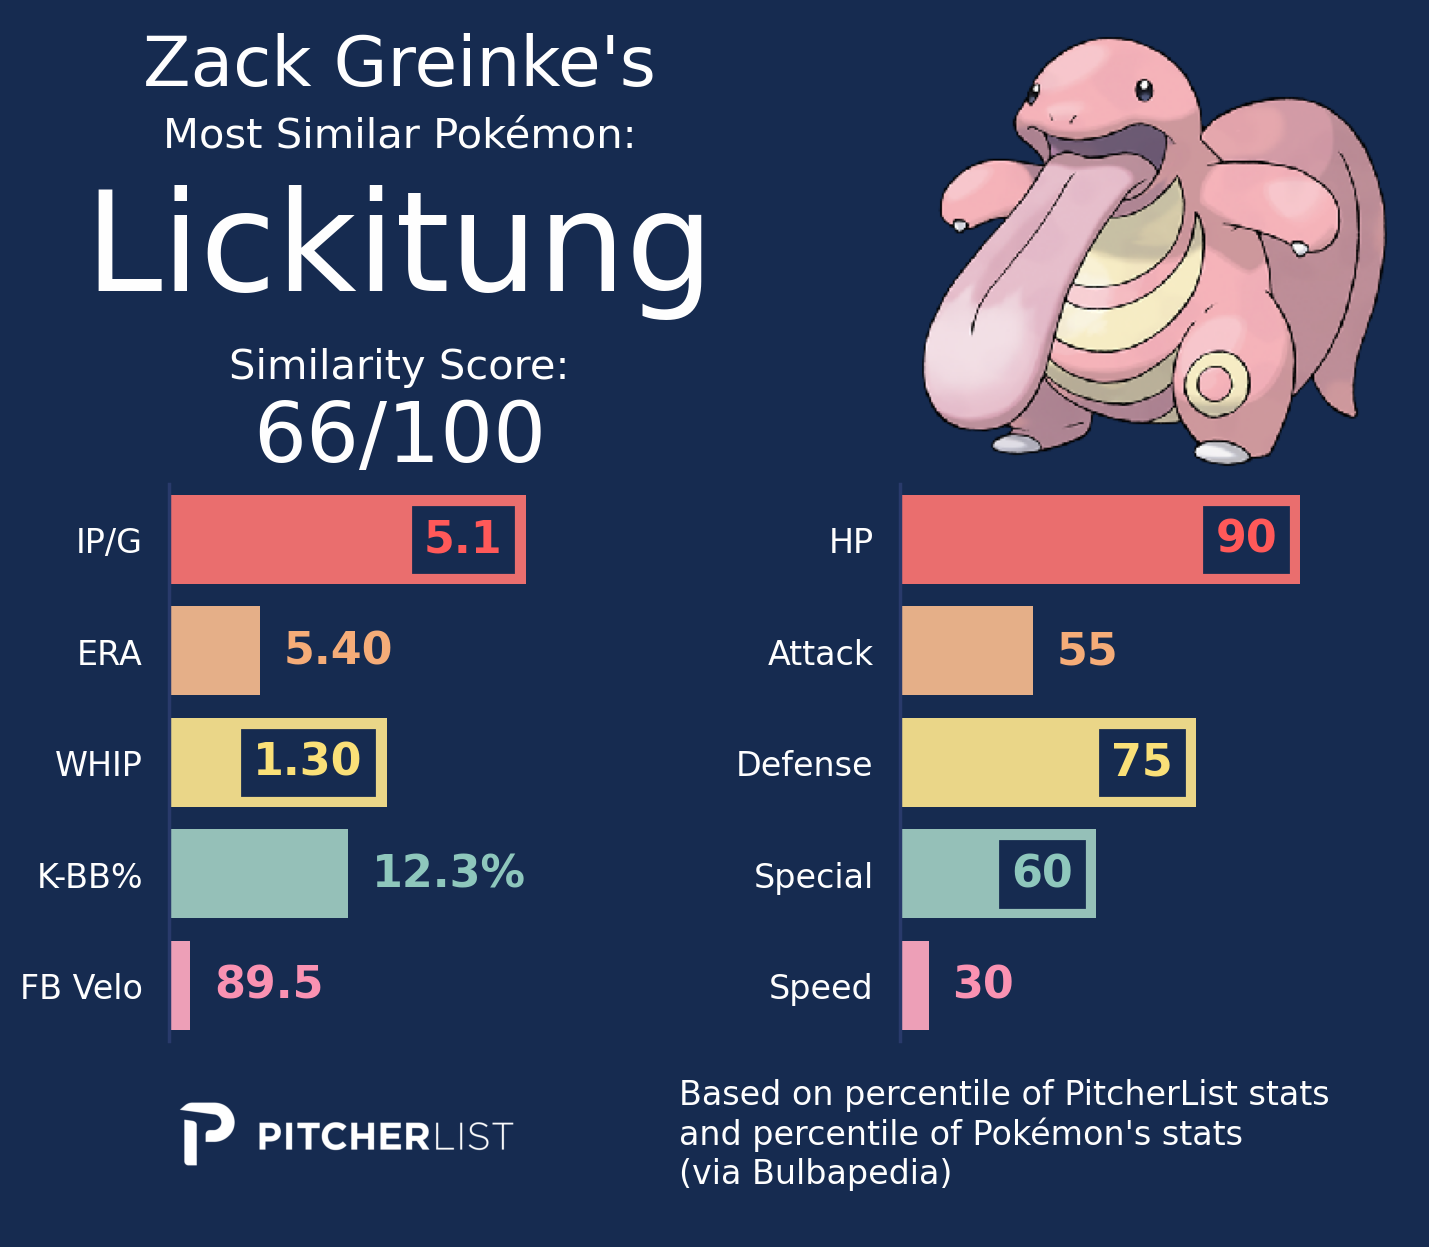 Zack Greinke's
Most Similar Pokémon:
Lickitung
Similarity Score:
66/100
IP/G 5.1
ERA 5.40
WHIP 1.30
K-BB% 12.3%
FB Velo 89.5
HP 90
Attack 55
Defense 75
Special 60
Speed 30
PITCHERLIST
Based on percentile of PitcherList stats
and percentile of Pokémon's stats
(via Bulbapedia)